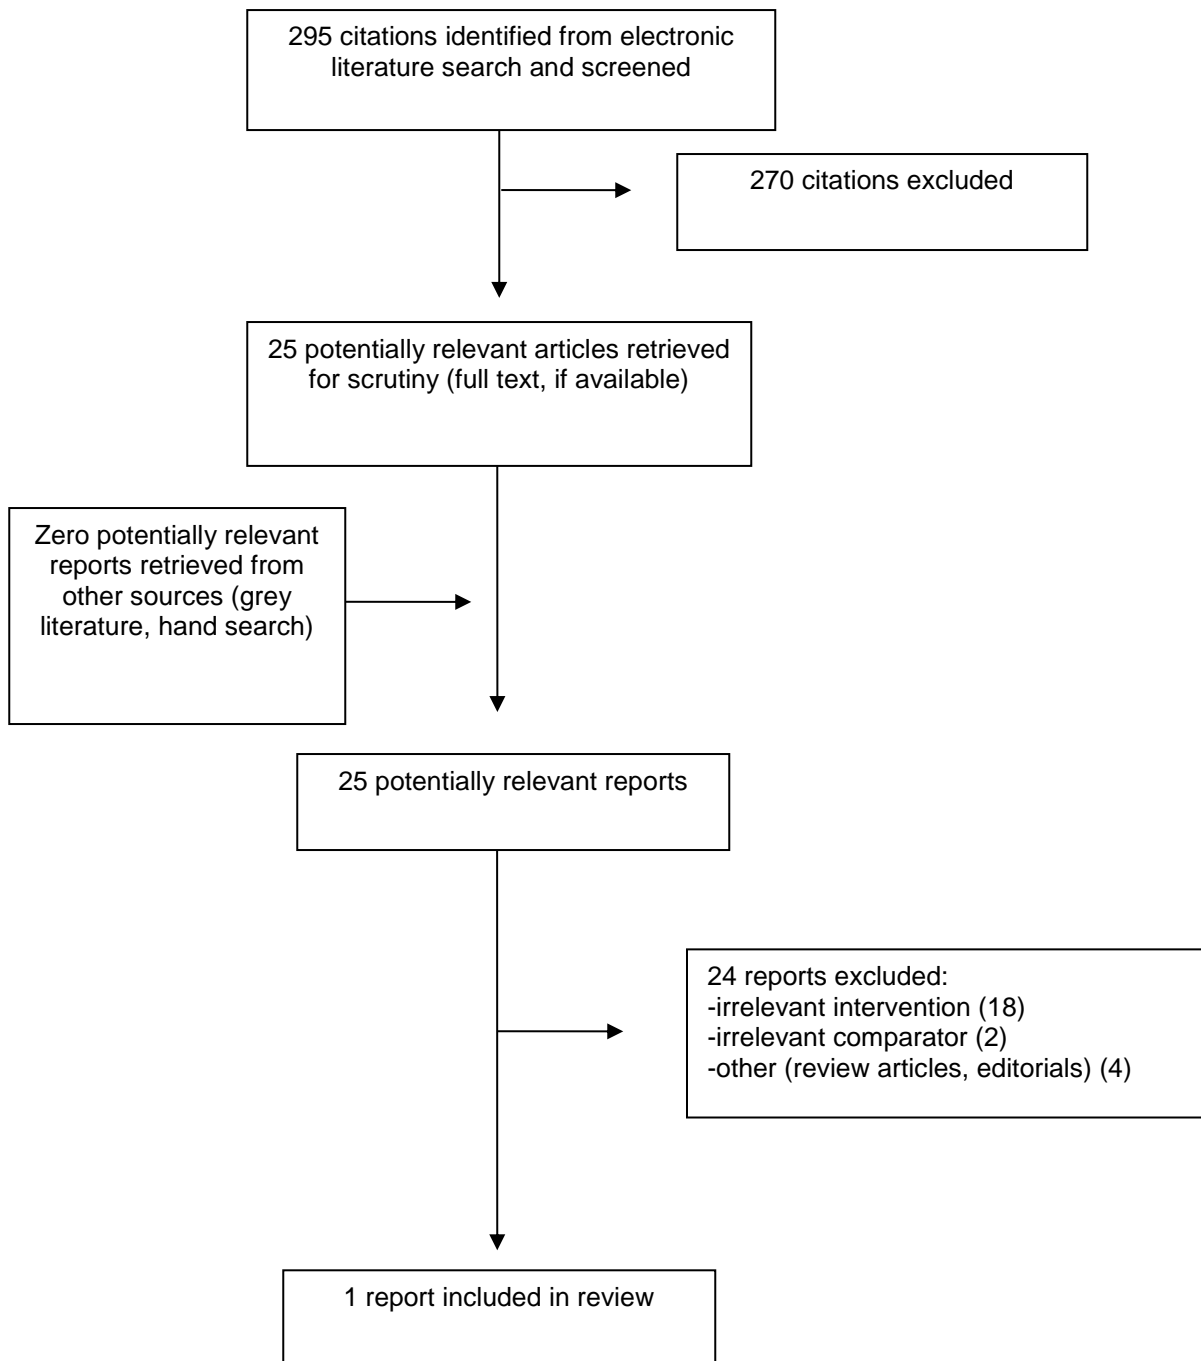 295 citations identified from electronic
literature search and screened
270 citations excluded
25 potentially relevant articles retrieved
for scrutiny (full text, if available)
Zero potentially relevant
reports retrieved from
other sources (grey
literature, hand search)
25 potentially relevant reports
24 reports excluded:
-irrelevant intervention (18)
-irrelevant comparator (2)
-other (review articles, editorials) (4)
1 report included in review